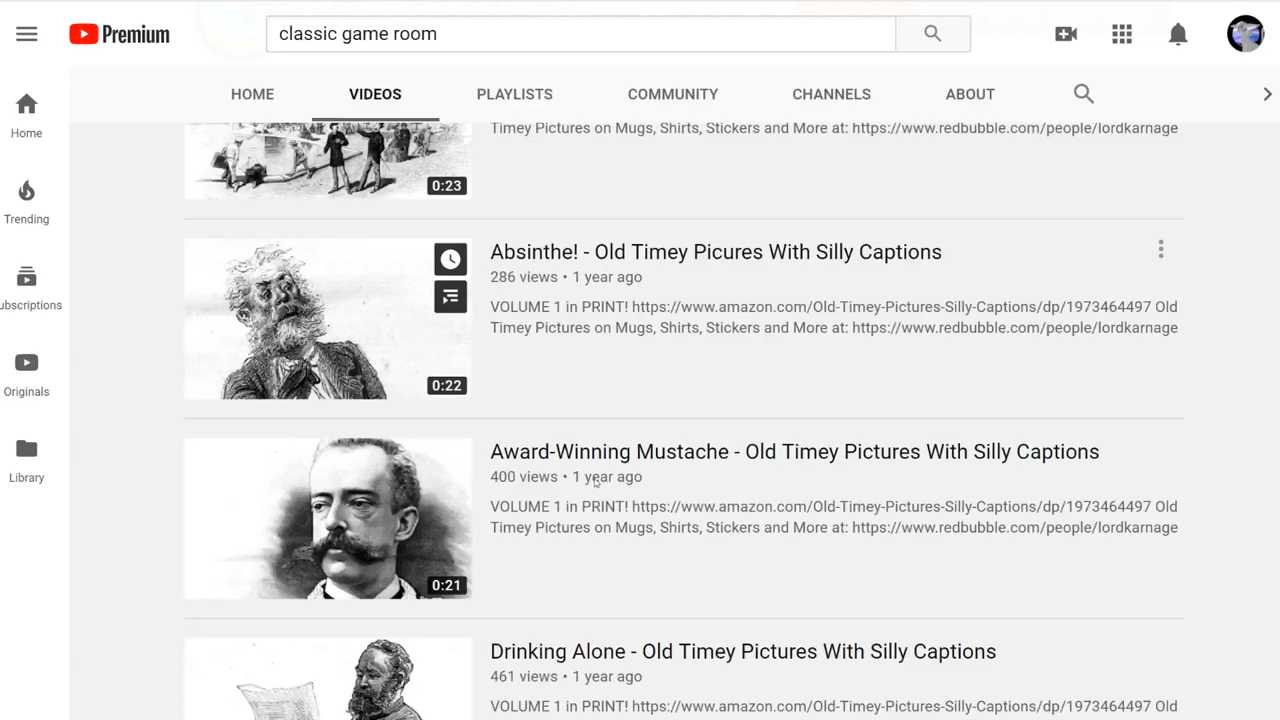 Premium
classic game room
HOME VIDEOS PLAYLISTS COMMUNITY CHANNELS ABOUT
Home
Trending
ubscriptions
Originals
Library
Timey Pictures on Mugs, Shirts, Stickers and More at: https://www.redbubble.com/people/lordkarnage
0:23
Absinthe! - Old Timey Picures With Silly Captions
286 views • 1 year ago
VOLUME 1 in PRINT! https://www.amazon.com/Old-Timey-Pictures-Silly-Captions/dp/1973464497 Old
Timey Pictures on Mugs, Shirts, Stickers and More at: https://www.redbubble.com/people/lordkarnage
0:22
Award-Winning Mustache - Old Timey Pictures With Silly Captions
400 views • 1 year ago
VOLUME 1 in PRINT! https://www.amazon.com/Old-Timey-Pictures-Silly-Captions/dp/1973464497 Old
Timey Pictures on Mugs, Shirts, Stickers and More at: https://www.redbubble.com/people/lordkarnage
0:21
Drinking Alone - Old Timey Pictures With Silly Captions
461 views • 1 year ago
VOLUME 1 in PRINT! https://www.amazon.com/Old-Timey-Pictures-Silly-Captions/dp/1973464497 Old